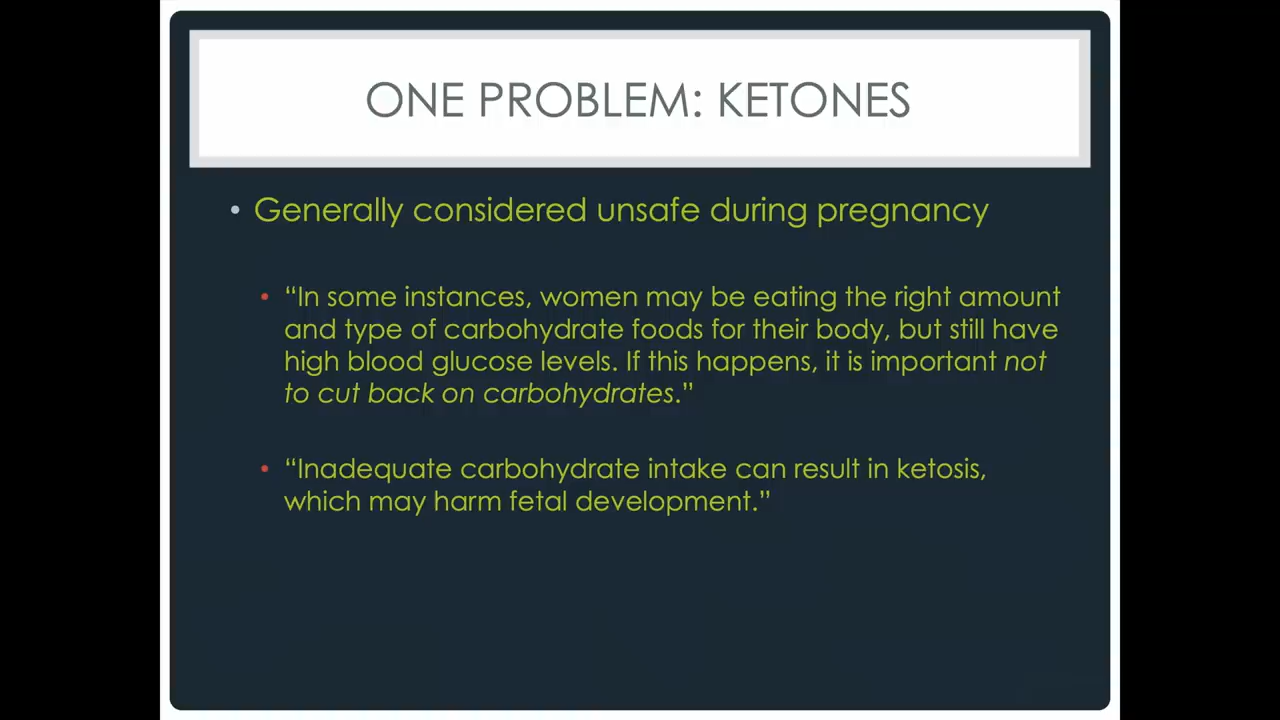 ONE PROBLEM: KETONES
• Generally considered unsafe during pregnancy
• “In some instances, women may be eating the right amount
and type of carbohydrate foods for their body, but still have
high blood glucose levels. If this happens, it is important not
to cut back on carbohydrates.”
• “Inadequate carbohydrate intake can result in ketosis,
which may harm fetal development.”